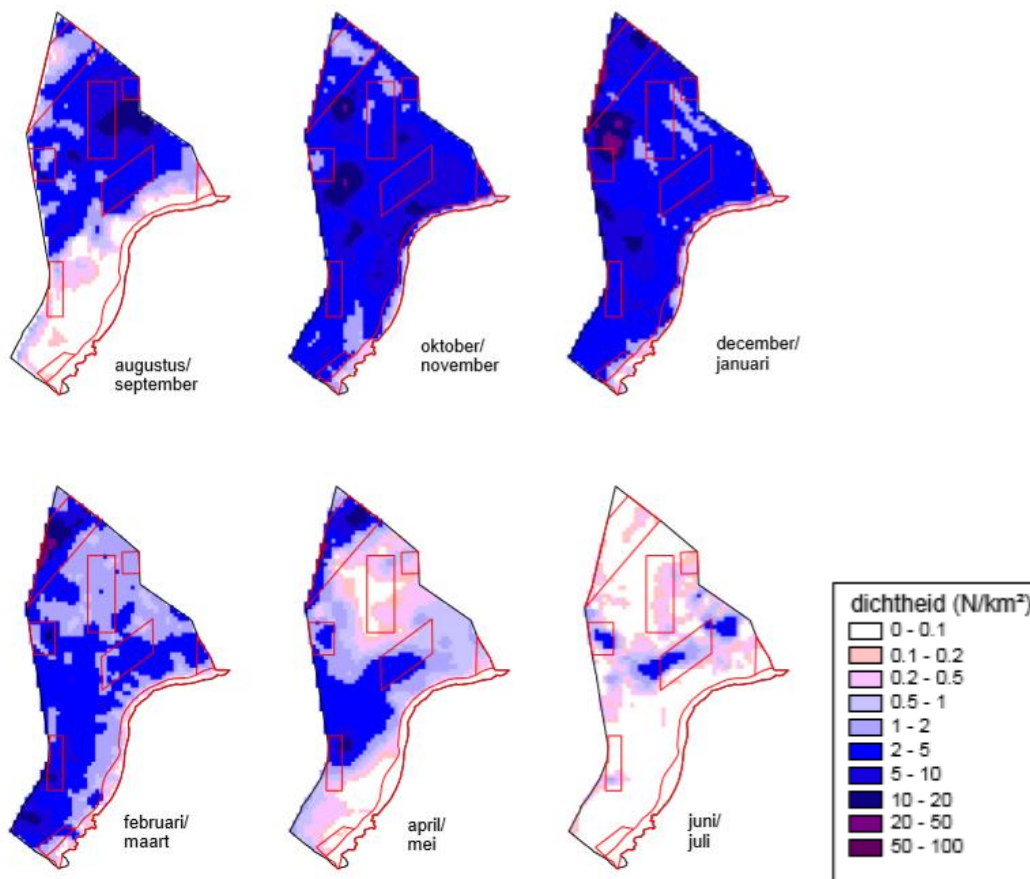 augustus/
september
oktober/
november
december/
januari
februari/
maart
april/
mei
juni/
juli
dichtheid (N/km²)
0 - 0.1
0.1 - 0.2
0.2 - 0.5
0.5 - 1
1 - 2
2 - 5
5 - 10
10 - 20
20 - 50
50 - 100